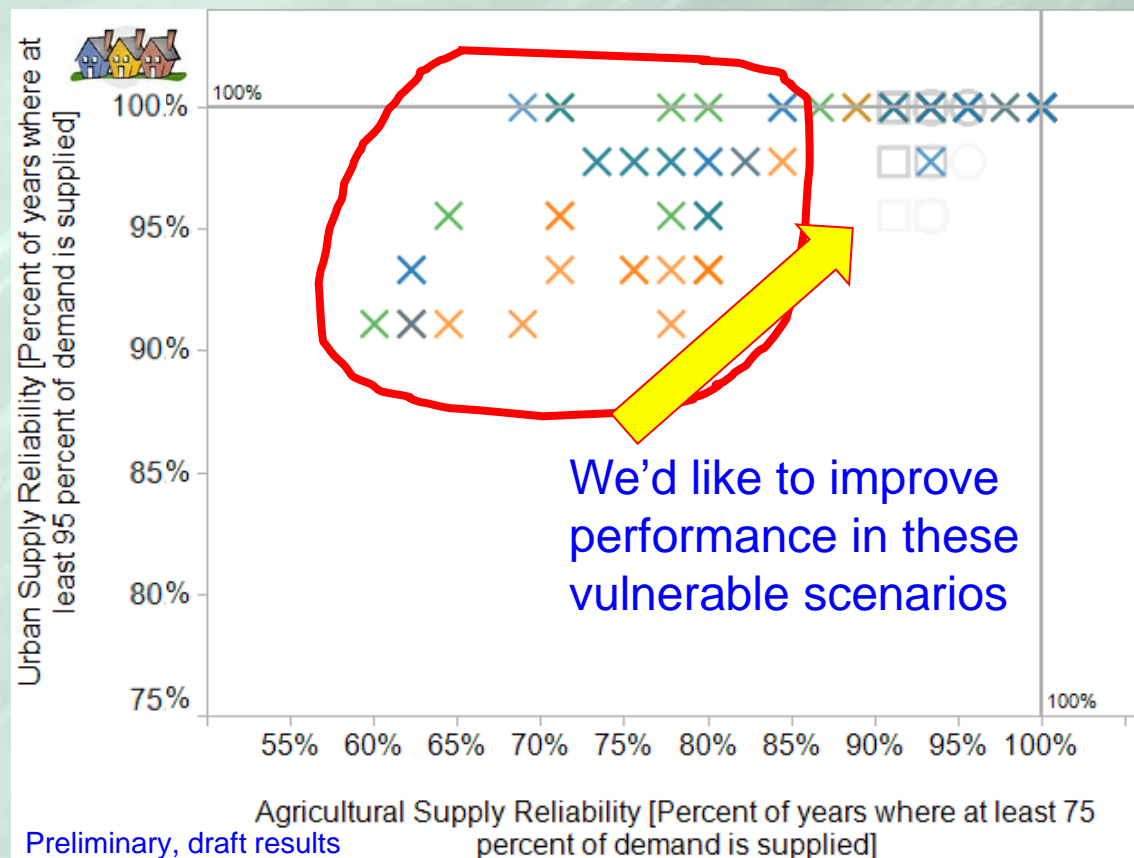 Urban Supply Reliability [Percent of years where at
least 95 percent of demand is supplied]
100%
100%
95%
90%
85%
80%
75%
We'd like to improve
performance in these
vulnerable scenarios
100%
55% 60% 65% 70% 75% 80% 85% 90% 95% 100%
Agricultural Supply Reliability [Percent of years where at least 75
percent of demand is supplied]
Preliminary, draft results